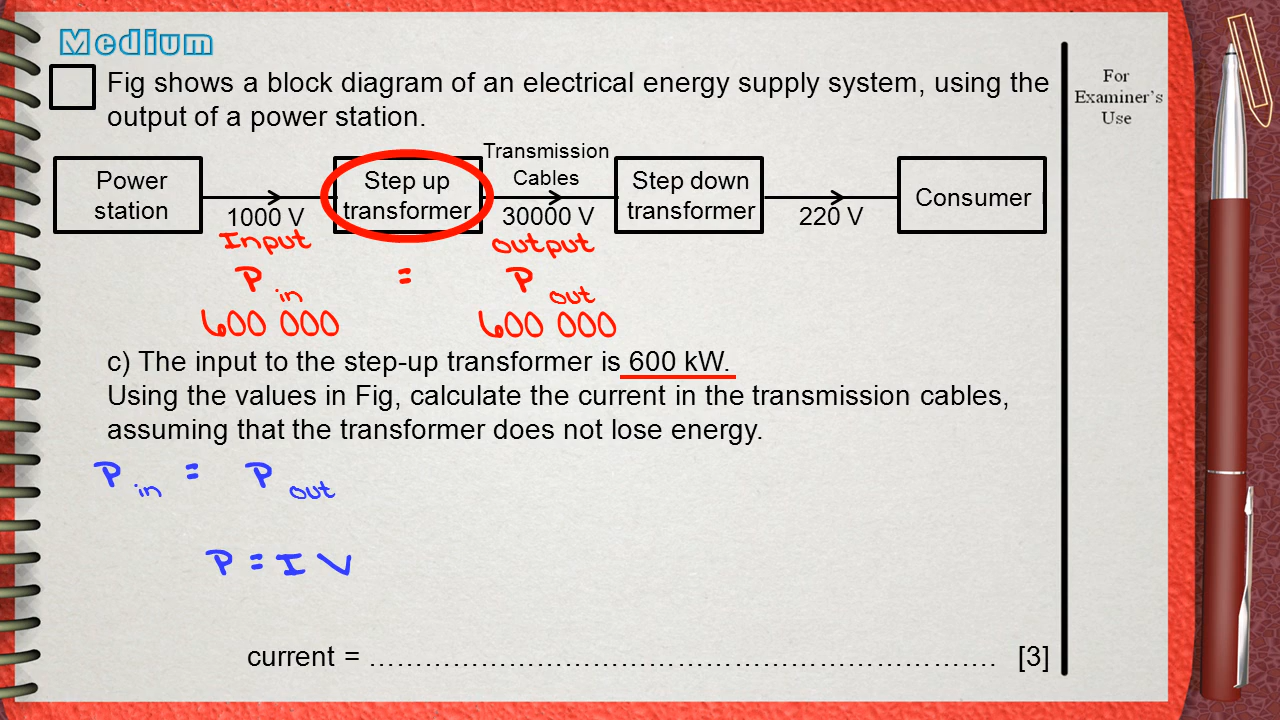 Medium
Fig shows a block diagram of an electrical energy supply system, using the
output of a power station.
For
Examiner's
Use
Power
station
1000 V
Step up
transformer
Transmission
Cables
30000 V
Step down
transformer
220 V
Consumer
Input
output
P in = P out
600 000 600 000
c) The input to the step-up transformer is 600 kW.
Using the values in Fig, calculate the current in the transmission cables,
assuming that the transformer does not lose energy.
P in = P out
P = I V
current = ……………………………………………………………. [3]